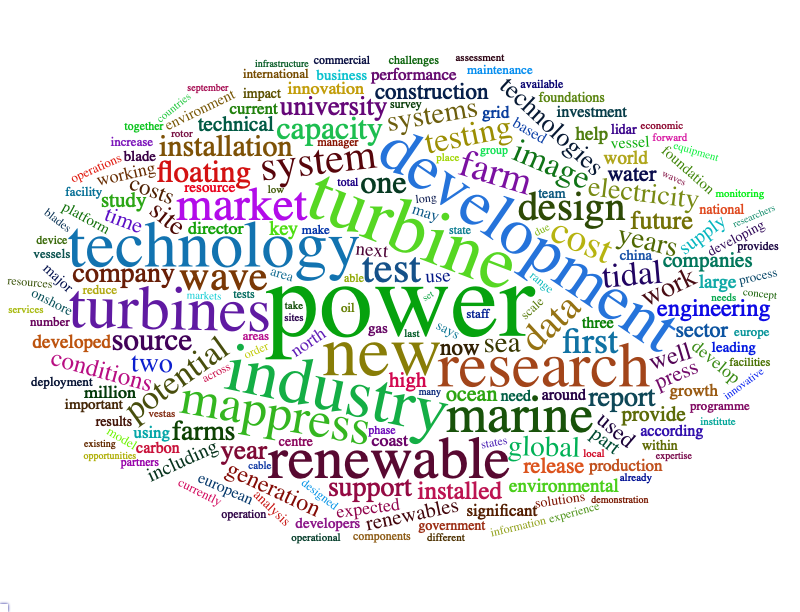 assessment
infrastructure commercial challenges
international business performance maintenance
september impact innovation construction technologies available
countries environment current university survey systems grid based foundations
together technical capacity testing help lidar investment economic
increase rotor installation manager development group image vessel forward equipment
operations working blade floating system place farm world water foundation waves
facility costs resource low total one turbine team electricity monitoring
study site market long design future national researchers
blades platform time director key make may state due cost years supply developing
device vessels technology next test use range china companies provides
major company wave area tidal work large process
resources onshore reduce able markets tests take power set scale data needs concept
services number turbines sites oil staff three engineering
developed source areas north gas last says first sector europe
conditions two potential order new now sea well develop leading facilities
deployment across industry high many research press innovative
million ocean need around report growth
important results vestas mappress marine used provide programme
model using farms phase coast part according institute
existing carbon year centre renewable states global local within expertise
opportunities partners including cable release production
generation support installed environmental already
currently european analysis designed expected renewables significant solutions demonstration
operation developers government information experience
operational components different